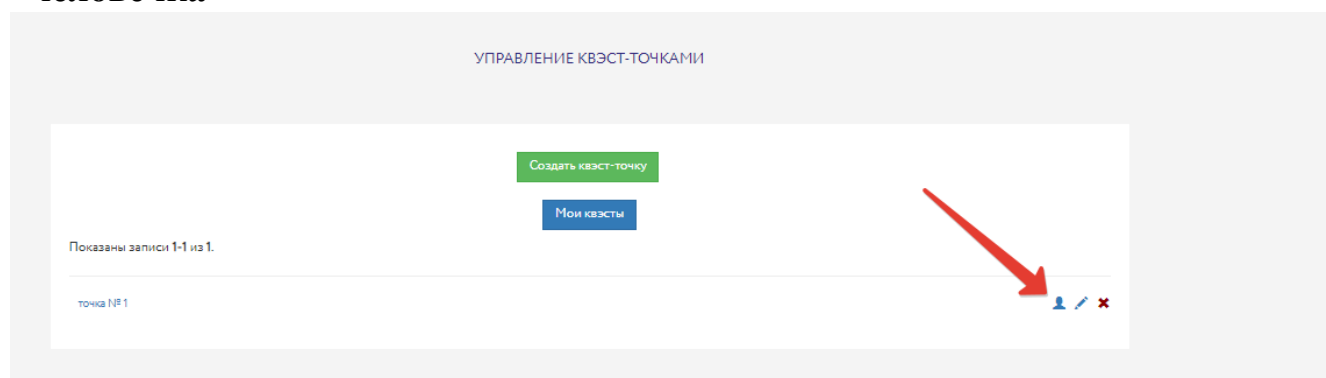 УПРАВЛЕНИЕ КВЭСТ-ТОЧКАМИ
Создать квэст-точку
Мои квэсты
Показаны записи 1-1 из 1.
точка № 1